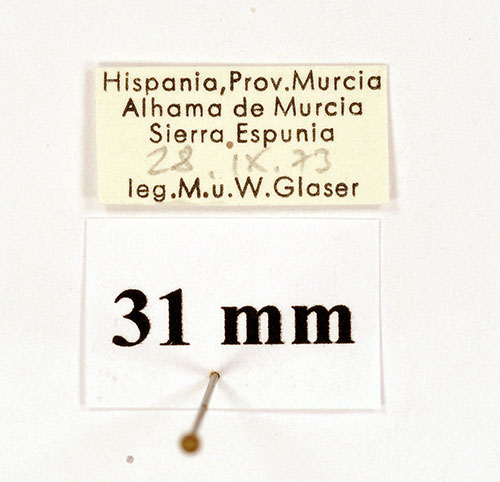 Hispania,Prov.Murcia
Alhama de Murcia
Sierra Espunia
28.IX.73
leg.M.u.W.Glaser
31 mm